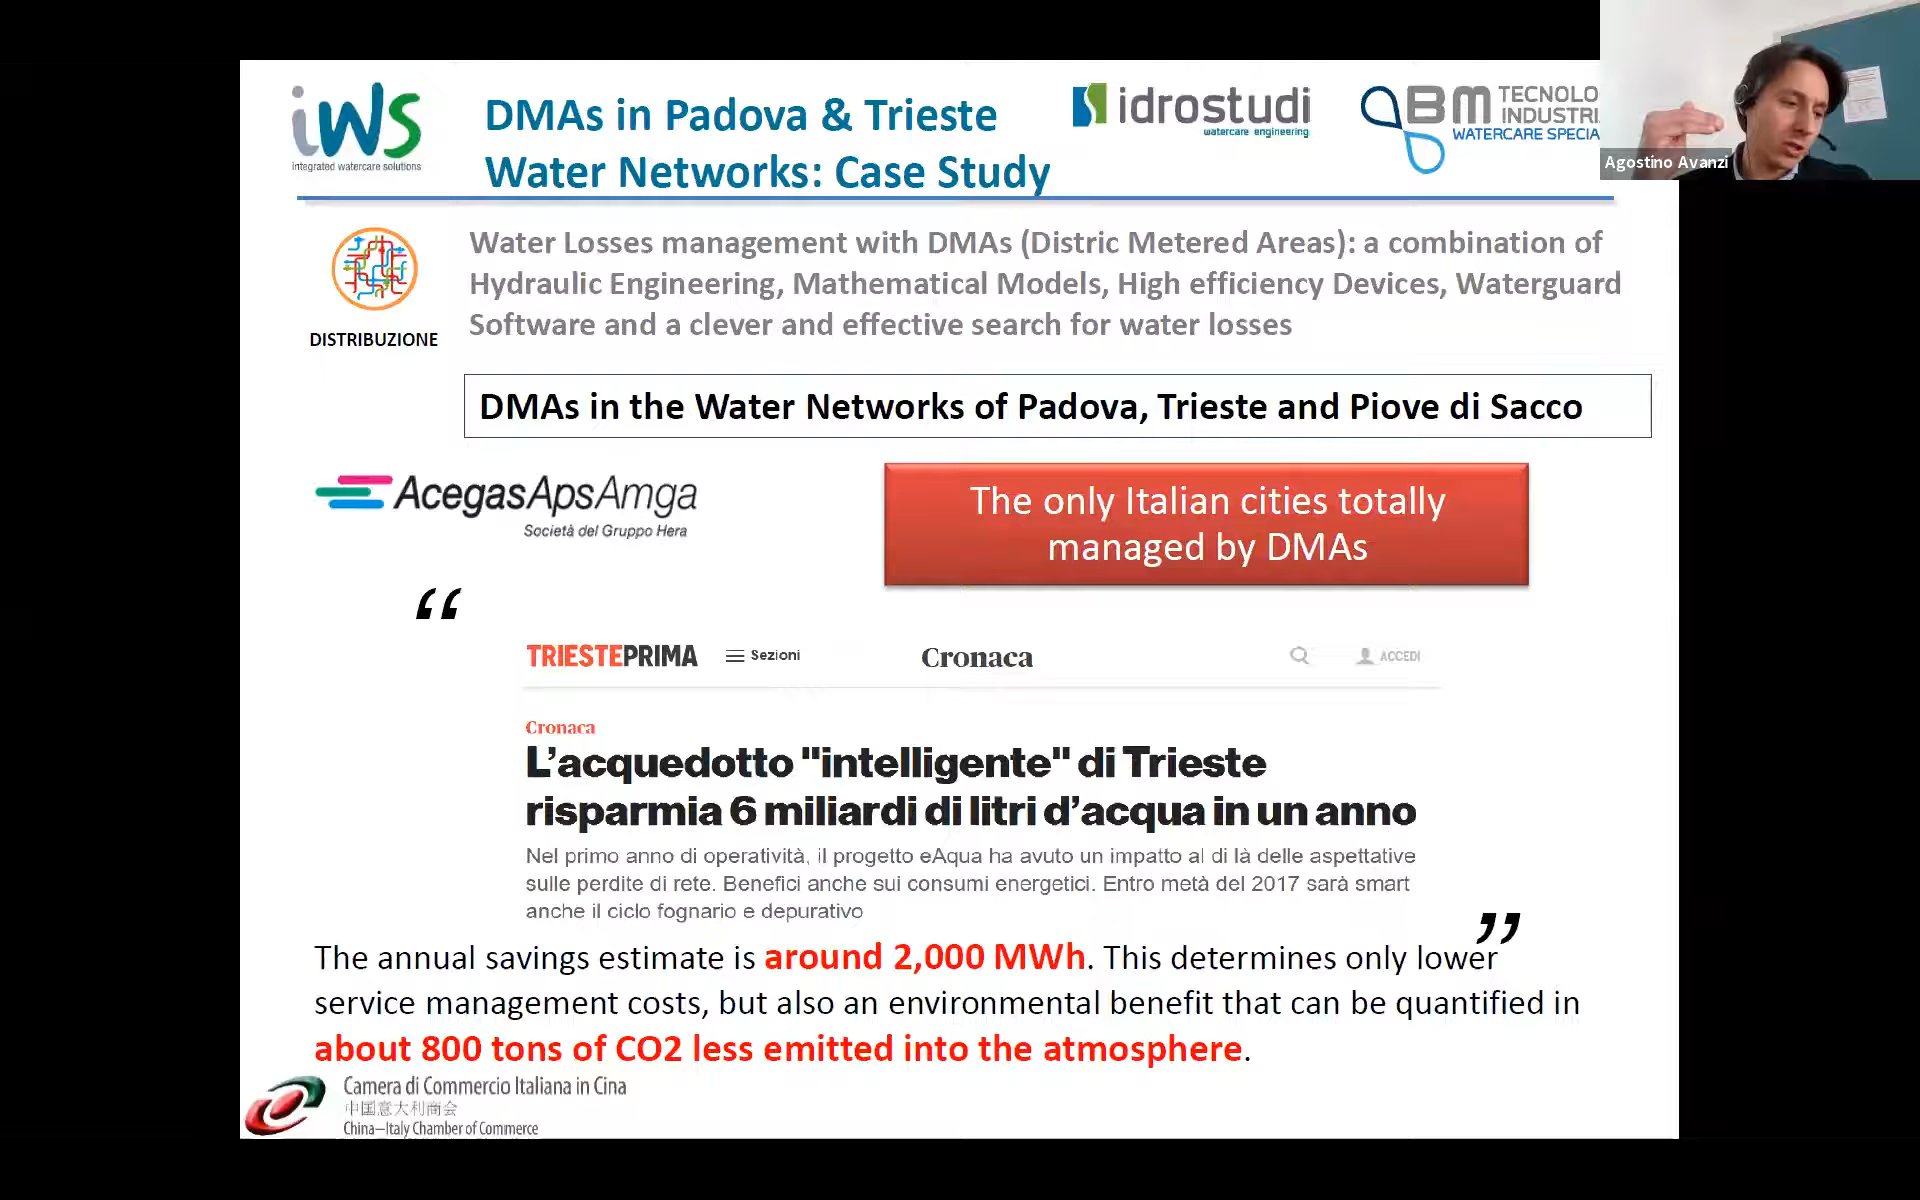 iWS
integrated watercare solutions
DMAs in Padova & Trieste
Water Networks: Case Study
idrostudi
watercare engineering
BM TECNOLO
INDUSTRI
WATERCARE SPECIA
Agostino Avanzi
DISTRIBUZIONE
Water Losses management with DMAs (Distric Metered Areas): a combination of
Hydraulic Engineering, Mathematical Models, High efficiency Devices, Waterguard
Software and a clever and effective search for water losses
DMAs in the Water Networks of Padova, Trieste and Piove di Sacco
AcegasApsAmga
Società del Gruppo Hera
The only Italian cities totally
managed by DMAs
“
TRIESTEPRIMA
Sezioni
Cronaca
ACCEDI
Cronaca
L’acquedotto "intelligente" di Trieste
risparmia 6 miliardi di litri d’acqua in un anno
Nel primo anno di operatività, il progetto eAqua ha avuto un impatto al di là delle aspettative
sulle perdite di rete. Benefici anche sui consumi energetici. Entro metà del 2017 sarà smart
anche il ciclo fognario e depurativo
”
The annual savings estimate is around 2,000 MWh. This determines only lower
service management costs, but also an environmental benefit that can be quantified in
about 800 tons of CO2 less emitted into the atmosphere.
Camera di Commercio Italiana in Cina
中国意大利商会
China–Italy Chamber of Commerce